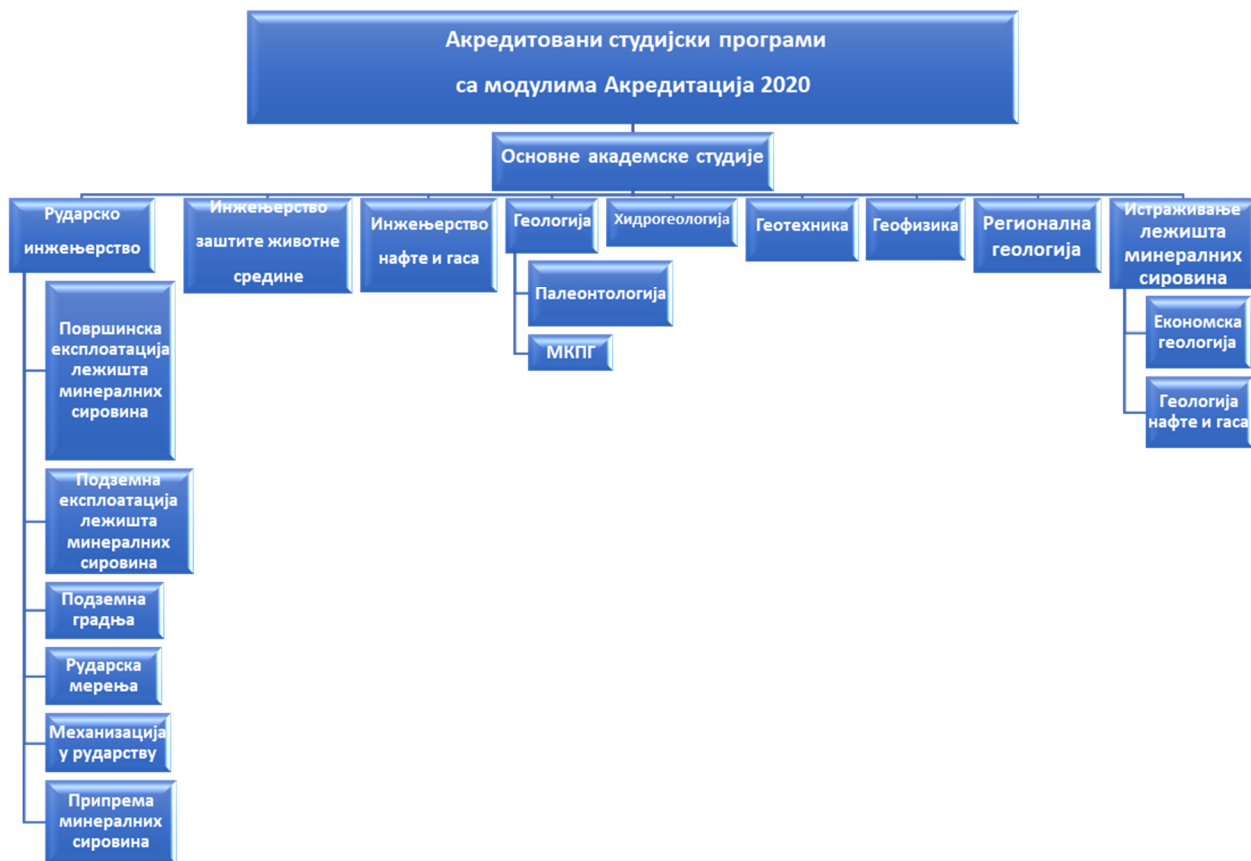 Акредитовани студијски програми
са модулима Акредитација 2020
Основне академске студије
Рударско
инжењерство
Инжењерство
заштите животне
средине
Инжењерство
нафте и гаса
Геологија
Хидрогеологија
Геотехника
Геофизика
Регионална
геологија
Истраживање
лежишта
минералних
сировина
Површинска
експлоатација
лежишта
минералних
сировина
Подземна
експлоатација
лежишта
минералних
сировина
Подземна
градња
Рударска
мерења
Механизација
у рударству
Припрема
минералних
сировина
Палеонтологија
МКПГ
Економска
геологија
Геологија
нафте и гаса